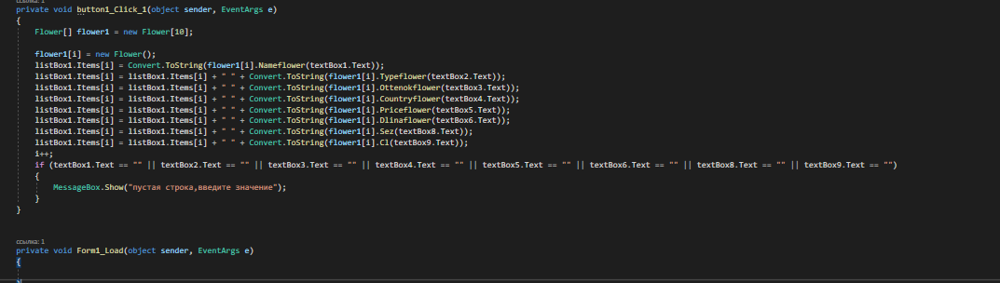 ссылка: 1
private void button1_Click_1(object sender, EventArgs e)
{
Flower[] flower1 = new Flower[10];
flower1[i] = new Flower();
listBox1.Items[i] = Convert.ToString(flower1[i].Nameflower(textBox1.Text));
listBox1.Items[i] = listBox1.Items[i] + " " + Convert.ToString(flower1[i].Typeflower(textBox2.Text));
listBox1.Items[i] = listBox1.Items[i] + " " + Convert.ToString(flower1[i].Ottenokflower(textBox3.Text));
listBox1.Items[i] = listBox1.Items[i] + " " + Convert.ToString(flower1[i].Countryflower(textBox4.Text));
listBox1.Items[i] = listBox1.Items[i] + " " + Convert.ToString(flower1[i].Priceflower(textBox5.Text));
listBox1.Items[i] = listBox1.Items[i] + " " + Convert.ToString(flower1[i].Dlinaflower(textBox6.Text));
listBox1.Items[i] = listBox1.Items[i] + " " + Convert.ToString(flower1[i].Sez(textBox8.Text));
listBox1.Items[i] = listBox1.Items[i] + " " + Convert.ToString(flower1[i].Cl(textBox9.Text));
i++;
if (textBox1.Text == "" || textBox2.Text == "" || textBox3.Text == "" || textBox4.Text == "" || textBox5.Text == "" || textBox6.Text == "" || textBox8.Text == "" || textBox9.Text == "")
{
MessageBox.Show("пустая строка,введите значение");
}
}
ссылка: 1
private void Form1_Load(object sender, EventArgs e)
{